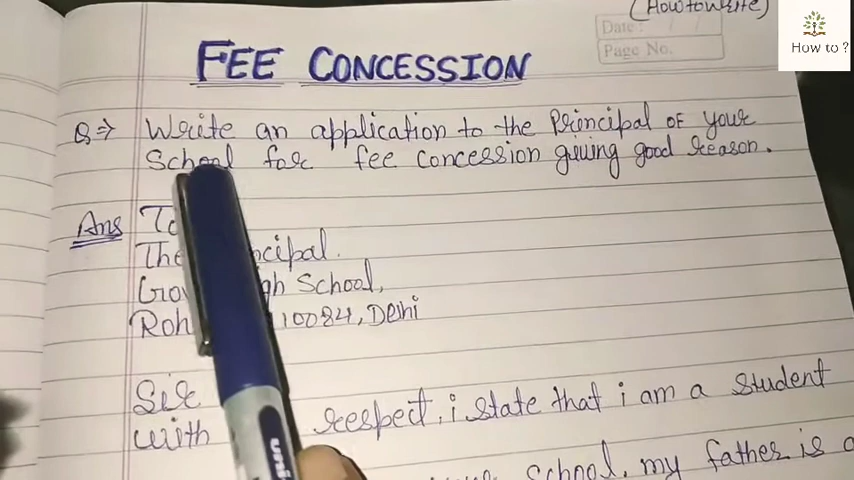 (How to write)
How to ?
Date:
Page No.
FEE CONCESSION
Q⇒ Write an application to the Principal of your
School for fee concession giving good reason.
Ans To
The
High School,
10084, Delhi
Sir
with respect, i state that i am a student
school. my father is a